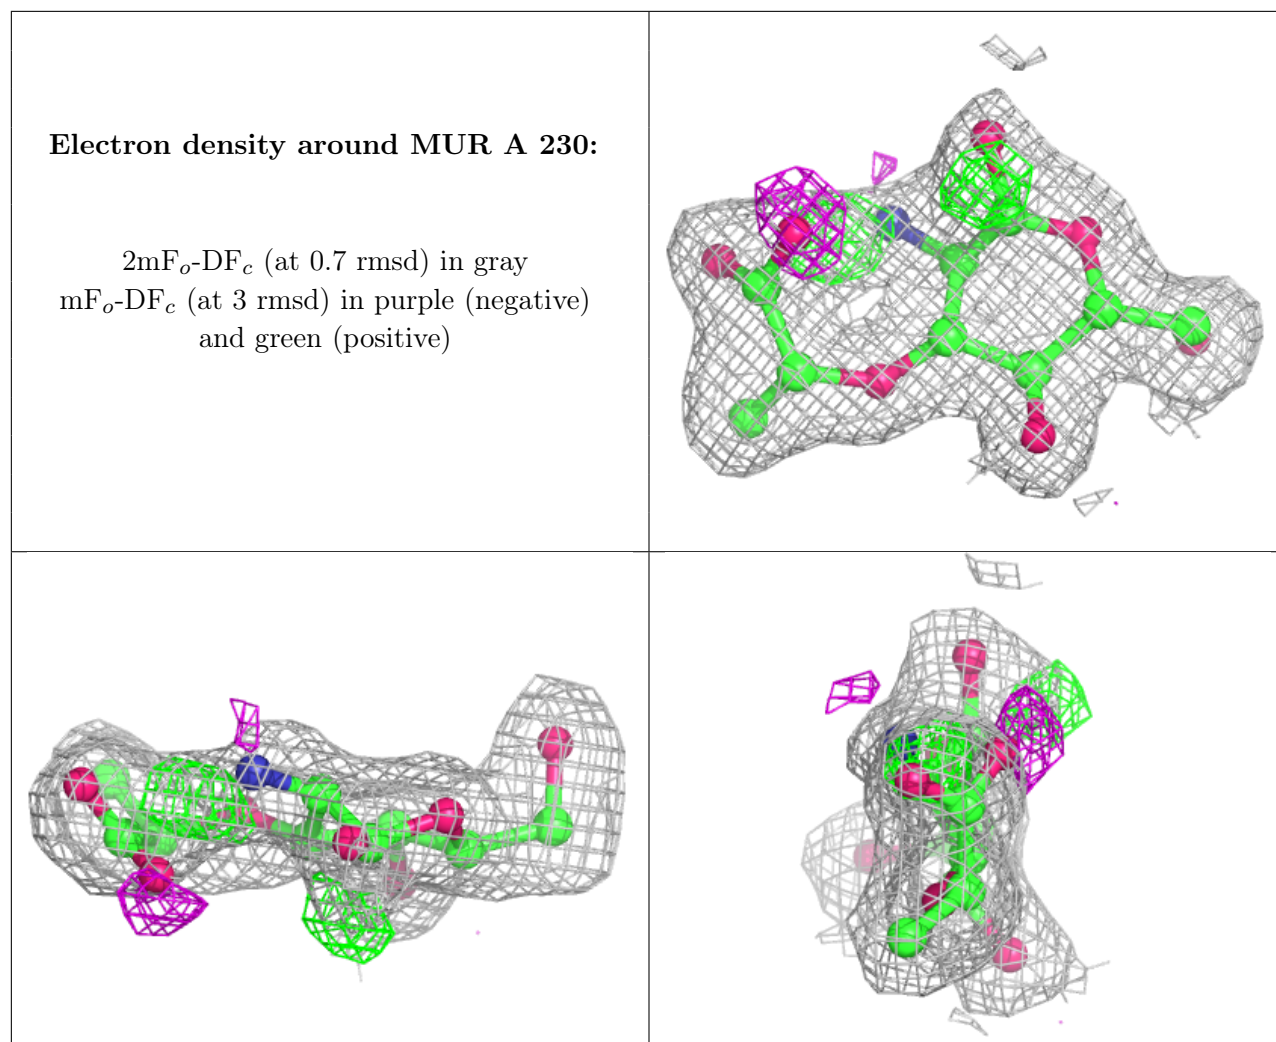 Electron density around MUR A 230:
2mFₒ-DF𝒸 (at 0.7 rmsd) in gray
mFₒ-DF𝒸 (at 3 rmsd) in purple (negative)
and green (positive)